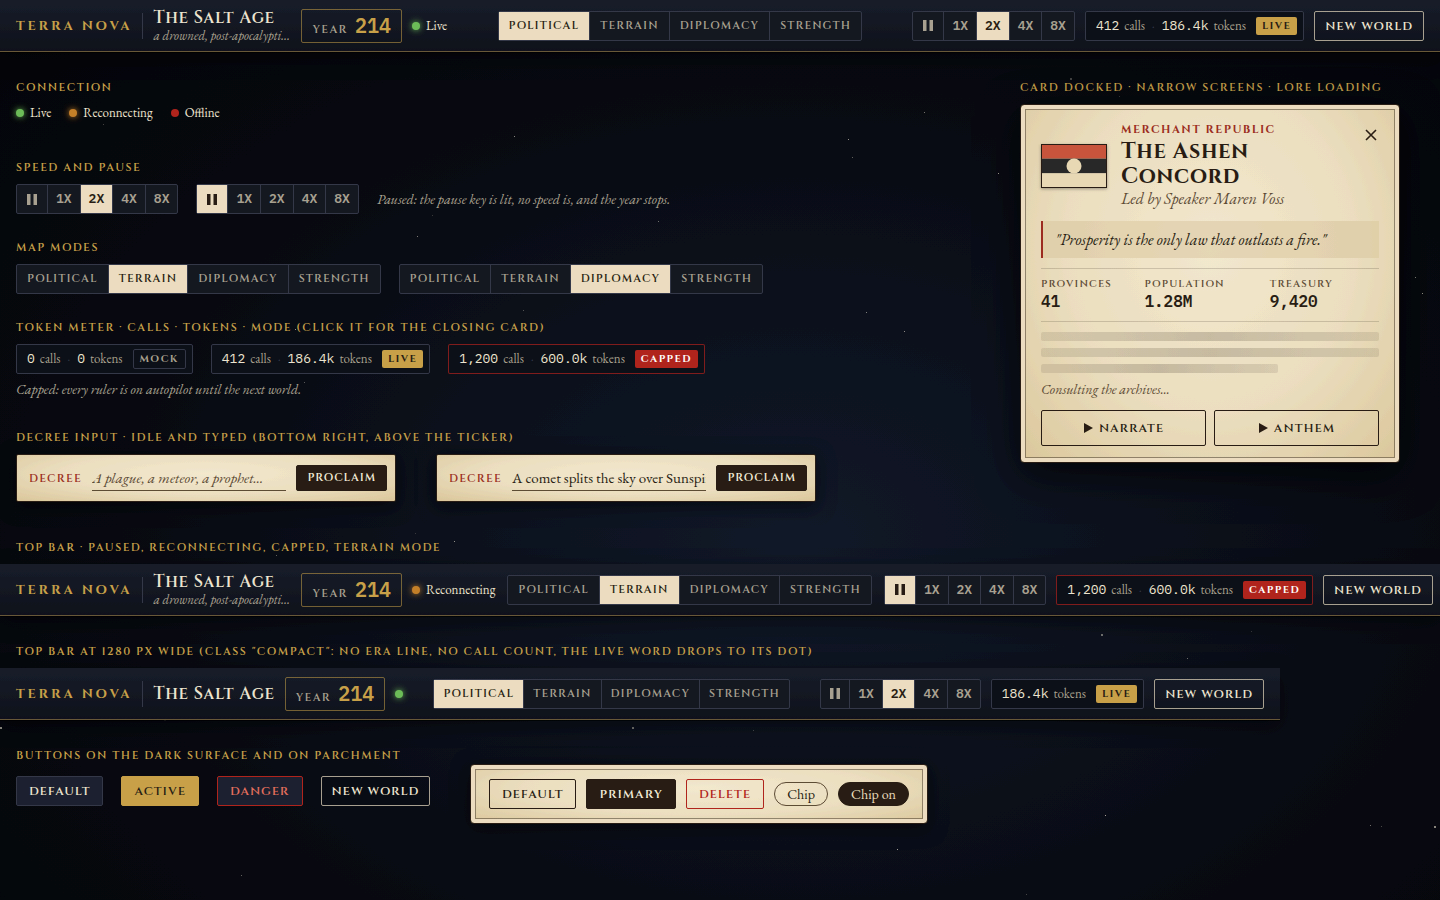 TERRA NOVA
THE SALT AGE
a drowned, post-apocalypti...
YEAR 214
Live
POLITICAL TERRAIN DIPLOMACY STRENGTH
1X 2X 4X 8X
412 calls · 186.4k tokens LIVE
NEW WORLD
CONNECTION
Live Reconnecting Offline
SPEED AND PAUSE
1X 2X 4X 8X
1X 2X 4X 8X
Paused: the pause key is lit, no speed is, and the year stops.
MAP MODES
POLITICAL TERRAIN DIPLOMACY STRENGTH
POLITICAL TERRAIN DIPLOMACY STRENGTH
TOKEN METER · CALLS · TOKENS · MODE (CLICK IT FOR THE CLOSING CARD)
0 calls · 0 tokens MOCK
412 calls · 186.4k tokens LIVE
1,200 calls · 600.0k tokens CAPPED
Capped: every ruler is on autopilot until the next world.
DECREE INPUT · IDLE AND TYPED (BOTTOM RIGHT, ABOVE THE TICKER)
DECREE A plague, a meteor, a prophet... PROCLAIM
DECREE A comet splits the sky over Sunspi PROCLAIM
CARD DOCKED · NARROW SCREENS · LORE LOADING
MERCHANT REPUBLIC
THE ASHEN
CONCORD
Led by Speaker Maren Voss
"Prosperity is the only law that outlasts a fire."
PROVINCES POPULATION TREASURY
41 1.28M 9,420
Consulting the archives...
NARRATE ANTHEM
TOP BAR · PAUSED, RECONNECTING, CAPPED, TERRAIN MODE
TERRA NOVA
THE SALT AGE
a drowned, post-apocalypti...
YEAR 214
Reconnecting
POLITICAL TERRAIN DIPLOMACY STRENGTH
1X 2X 4X 8X
1,200 calls · 600.0k tokens CAPPED
NEW WORLD
TOP BAR AT 1280 PX WIDE (CLASS "COMPACT": NO ERA LINE, NO CALL COUNT, THE LIVE WORD DROPS TO ITS DOT)
TERRA NOVA
THE SALT AGE
YEAR 214
POLITICAL TERRAIN DIPLOMACY STRENGTH
1X 2X 4X 8X
186.4k tokens LIVE
NEW WORLD
BUTTONS ON THE DARK SURFACE AND ON PARCHMENT
DEFAULT ACTIVE DANGER NEW WORLD
DEFAULT PRIMARY DELETE Chip Chip on